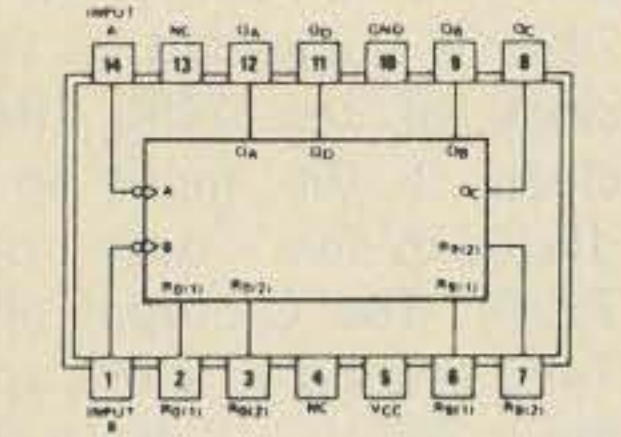 INPUT
A NC QA QD GND QB QC
14 13 12 11 10 9 8
QA QD QB
A QC
B R9(2)
R0(1) R0(2) R9(1)
1 2 3 4 5 6 7
INPUT R0(1) R0(2) NC VCC R9(1) R9(2)
B